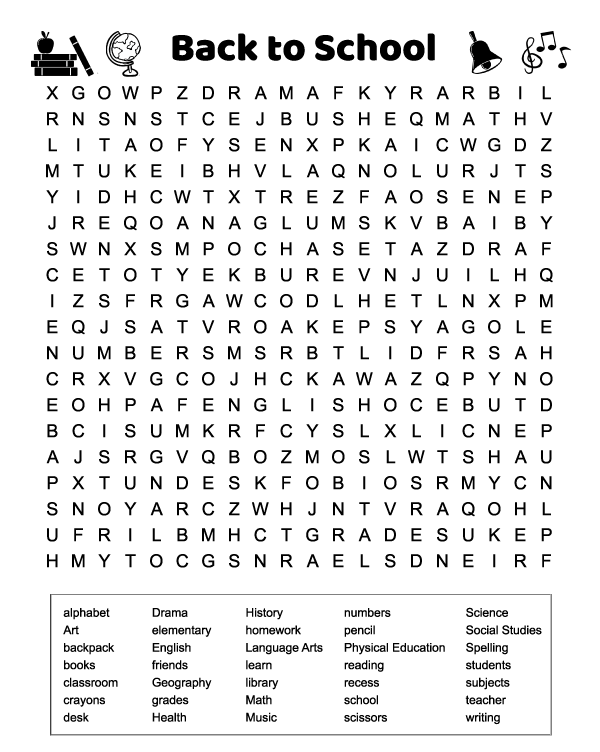 Back to School
X G O W P Z D R A M A F K Y R A R B I L
R N S N S T C E J B U S H E Q M A T H V
L I T A O F Y S E N X P K A I C W G D Z
M T U K E I B H V L A Q N O L U R J T S
Y I D H C W T X T R E Z F A O S E N E P
J R E Q O A N A G L U M S K V B A I B Y
S W N X S M P O C H A S E T A Z D R A F
C E T O T Y E K B U R E V N J U I L H Q
I Z S F R G A W C O D L H E T L N X P M
E Q J S A T V R O A K E P S Y A G O L E
N U M B E R S M S R B T L I D F R S A H
C R X V G C O J H C K A W A Z Q P Y N O
E O H P A F E N G L I S H O C E B U T D
B C I S U M K R F C Y S L X L I C N E P
A J S R G V Q B O Z M O S L W T S H A U
P X T U N D E S K F O B I O S R M Y C N
S N O Y A R C Z W H J N T V R A Q O H L
U F R I L B M H C T G R A D E S U K E P
H M Y T O C G S N R A E L S D N E I R F
alphabet Drama History numbers Science
Art elementary homework pencil Social Studies
backpack English Language Arts Physical Education Spelling
books friends learn reading students
classroom Geography library recess subjects
crayons grades Math school teacher
desk Health Music scissors writing